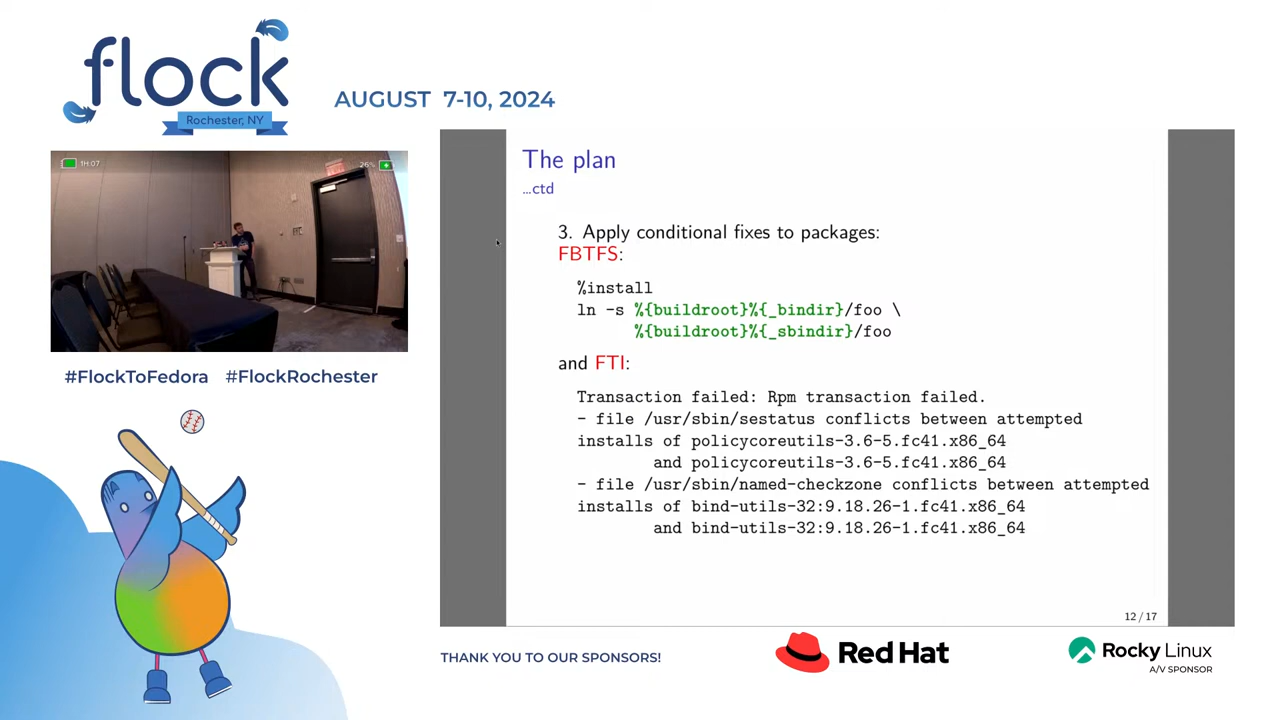 flock
Rochester, NY
AUGUST 7-10, 2024
1H:07
26%
#FlockToFedora #FlockRochester
The plan
...ctd
3. Apply conditional fixes to packages:
FBTFS:
%install
ln -s %{buildroot}%{_bindir}/foo \
%{buildroot}%{_sbindir}/foo
and FTI:
Transaction failed: Rpm transaction failed.
- file /usr/sbin/sestatus conflicts between attempted
installs of policycoreutils-3.6-5.fc41.x86_64
and policycoreutils-3.6-5.fc41.x86_64
- file /usr/sbin/named-checkzone conflicts between attempted
installs of bind-utils-32:9.18.26-1.fc41.x86_64
and bind-utils-32:9.18.26-1.fc41.x86_64
12 / 17
THANK YOU TO OUR SPONSORS!
Red Hat
Rocky Linux
A/V SPONSOR